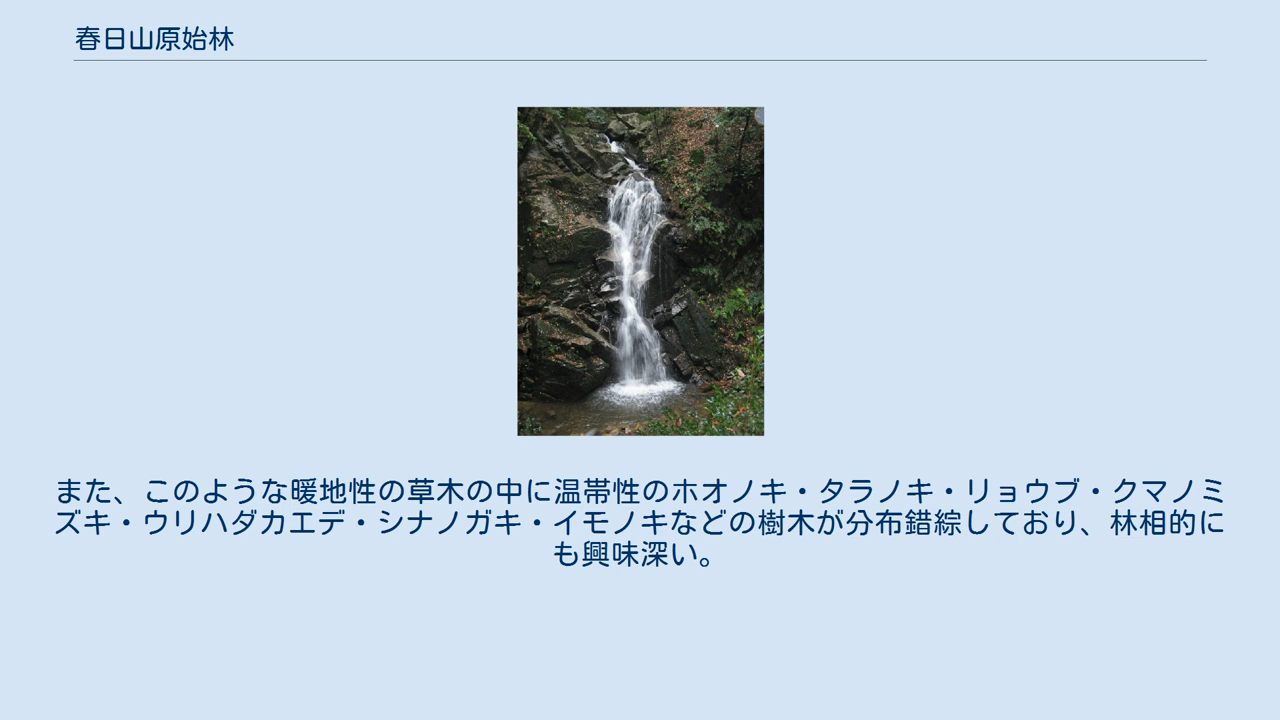 春日山原始林
また、このような暖地性の草木の中に温帯性のホオノキ・タラノキ・リョウブ・クマノミ
ズキ・ウリハダカエデ・シナノガキ・イモノキなどの樹木が分布錯綜しており、林相的に
も興味深い。